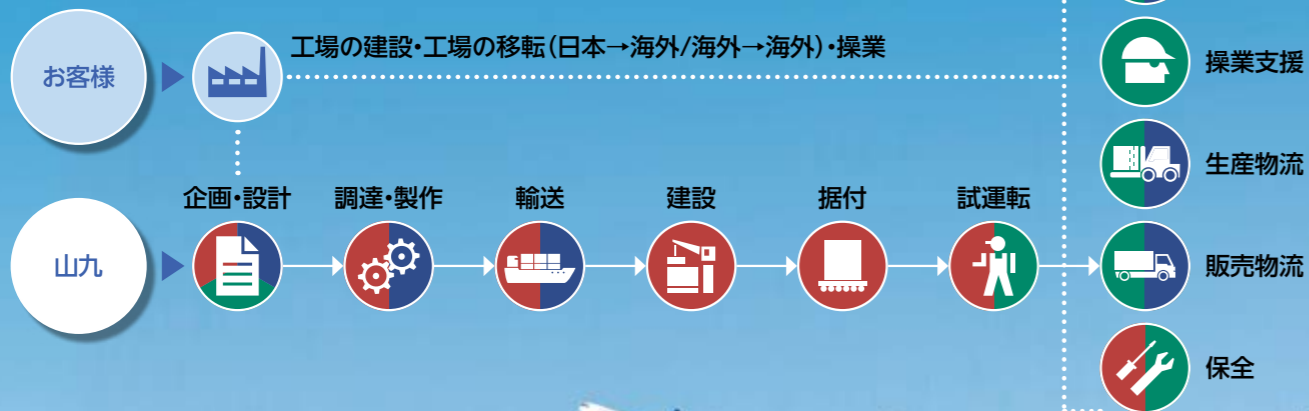 お客様
工場の建設・工場の移転(日本→海外/海外→海外)・操業
山九
企画・設計
調達・製作
輸送
建設
据付
試運転
操業支援
生産物流
販売物流
保全